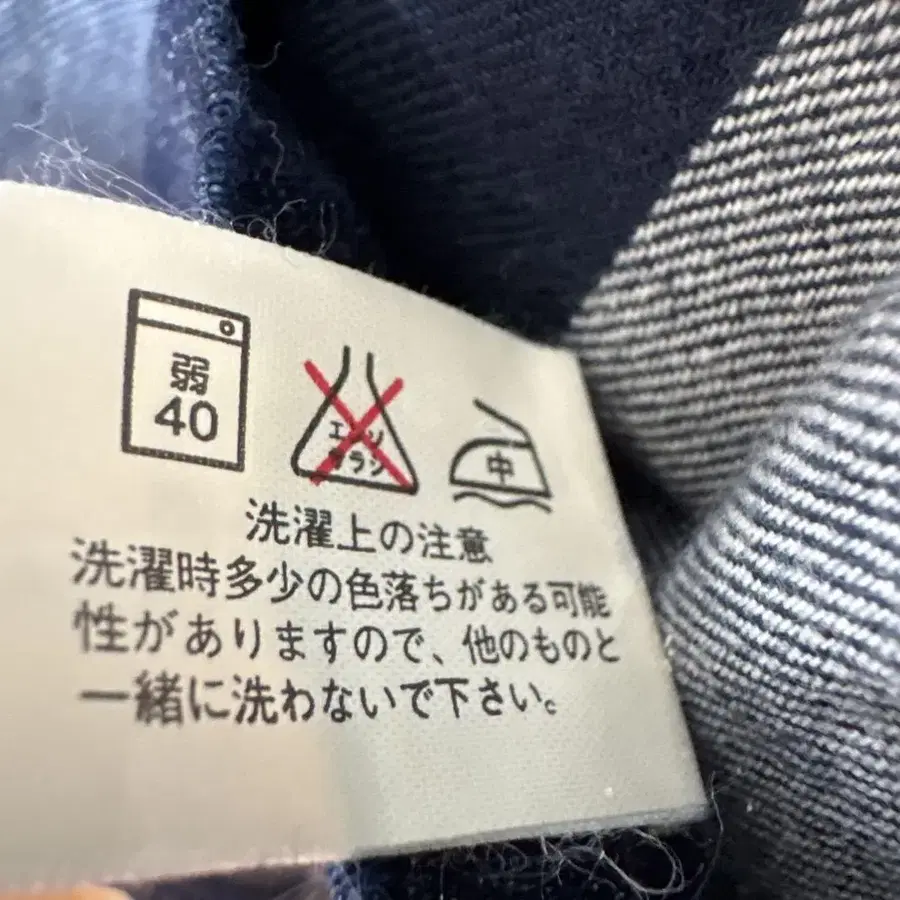 弱
40
エンソ
サラシ
中
洗濯上の注意
洗濯時多少の色落ちがある可能
性がありますので、他のものと
一緒に洗わないで下さい。